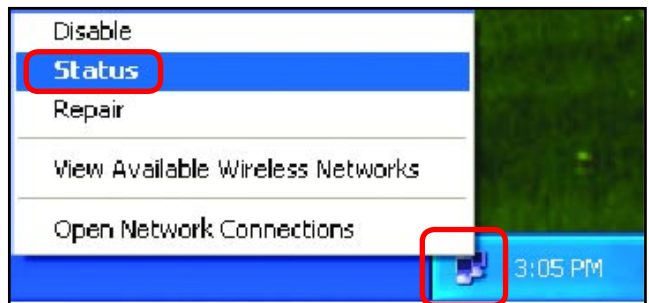 Disable
Status
Repair
View Available Wireless Networks
Open Network Connections
3:05 PM